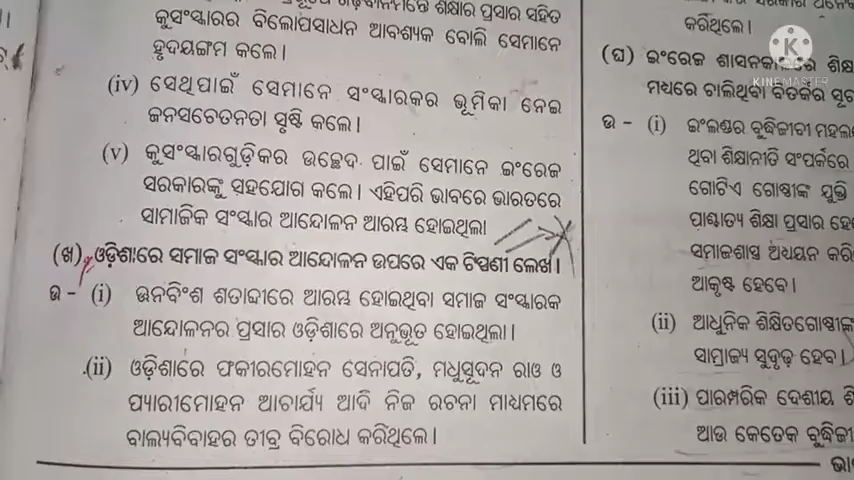 ଶିକ୍ଷାର ପ୍ରସାର ସହିତ
କୁସଂସ୍କାରର ବିଲୋପସାଧନ ଆବଶ୍ୟକ ବୋଲି ସେମାନେ
ହୃଦୟଙ୍ଗମ କଲେ।
(iv) ସେଥିପାଇଁ ସେମାନେ ସଂସ୍କାରକର ଭୂମିକା ନେଇ
ଜନସଚେତନତା ସୃଷ୍ଟି କଲେ।
(v) କୁସଂସ୍କାରଗୁଡ଼ିକର ଉଚ୍ଛେଦ ପାଇଁ ସେମାନେ ଇଂରେଜ
ସରକାରଙ୍କୁ ସହଯୋଗ କଲେ। ଏହିପରି ଭାବରେ ଭାରତରେ
ସାମାଜିକ ସଂସ୍କାର ଆନ୍ଦୋଳନ ଆରମ୍ଭ ହୋଇଥିଲା
(ଖ) ଓଡ଼ିଶାରେ ସମାଜ ସଂସ୍କାର ଆନ୍ଦୋଳନ ଉପରେ ଏକ ଟିପ୍ପଣୀ ଲେଖ।
ଉ - (i) ଊନବିଂଶ ଶତାବ୍ଦୀରେ ଆରମ୍ଭ ହୋଇଥିବା ସମାଜ ସଂସ୍କାରକ
ଆନ୍ଦୋଳନର ପ୍ରସାର ଓଡ଼ିଶାରେ ଅନୁଭୂତ ହୋଇଥିଲା।
(ii) ଓଡ଼ିଶାରେ ଫକୀରମୋହନ ସେନାପତି, ମଧୁସୂଦନ ରାଓ ଓ
ପ୍ୟାରୀମୋହନ ଆଚାର୍ଯ୍ୟ ଆଦି ନିଜ ରଚନା ମାଧ୍ୟମରେ
ବାଲ୍ୟବିବାହର ତୀବ୍ର ବିରୋଧ କରିଥିଲେ।
କରିଥିଲେ।
(ଘ) ଇଂରେଜ
ମଧ୍ୟରେ ଚାଲିଥିବା ବିତର୍କର
ଉ - (i) ଇଂଲଣ୍ଡର ବୁଦ୍ଧିଜୀବୀ
ଥିବା ଶିକ୍ଷାନୀତି ସଂପର୍କରେ
ଗୋଟିଏ ଗୋଷ୍ଠୀଙ୍କ ଯୁକ୍ତି
ପାଶ୍ଚାତ୍ୟ ଶିକ୍ଷା ପ୍ରସାର
ସମାଜଶାସ୍ତ୍ର ଅଧ୍ୟୟନ
ଆକୃଷ୍ଟ ହେବେ।
(ii) ଆଧୁନିକ ଶିକ୍ଷିତଗୋଷ୍ଠୀଙ୍କ
ସାମ୍ରାଜ୍ୟ ସୁଦୃଢ଼ ହେବ।
(iii) ପାରମ୍ପରିକ ଦେଶୀୟ
ଆଉ କେତେକ
KINEMASTER